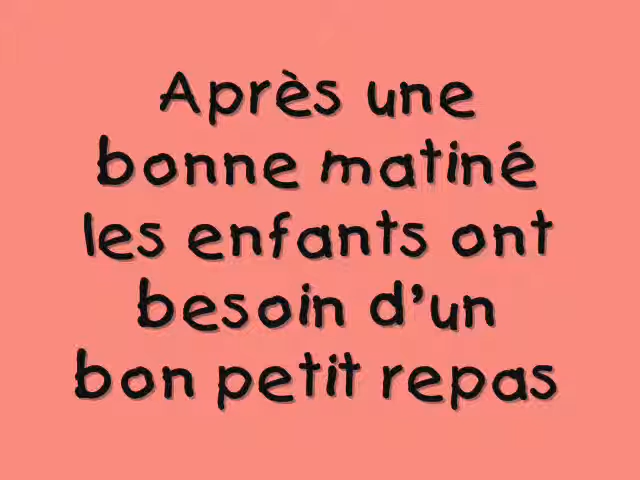 Après une
bonne matiné
les enfants ont
besoin d'un
bon petit repas